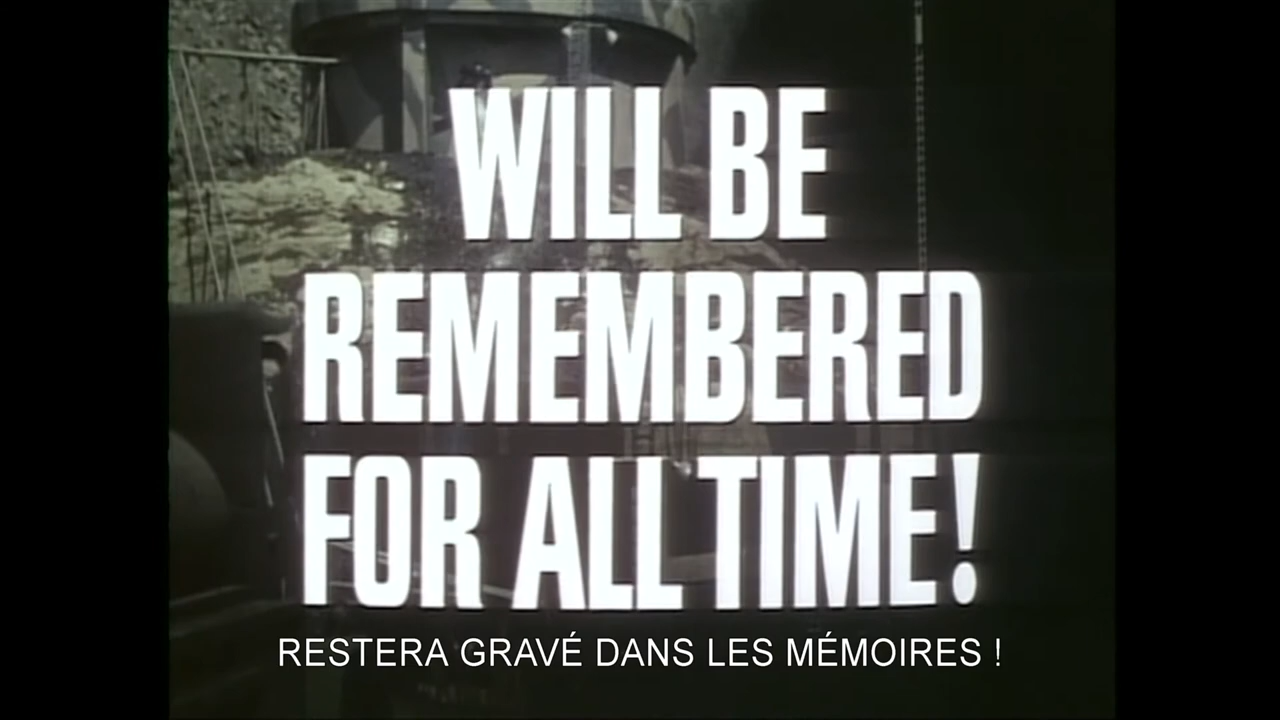 WILL BE
REMEMBERED
FOR ALL TIME!
RESTERA GRAVÉ DANS LES MÉMOIRES !